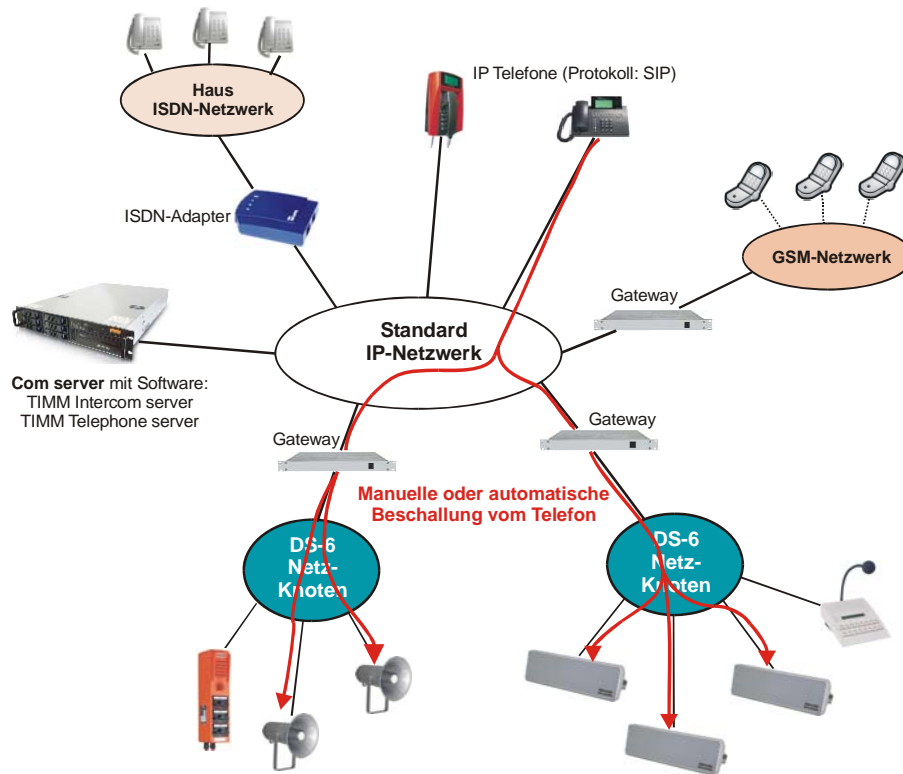 Haus
ISDN-Netzwerk
IP Telefone (Protokoll: SIP)
ISDN-Adapter
GSM-Netzwerk
Gateway
Standard
IP-Netzwerk
Com server mit Software:
TIMM Intercom server
TIMM Telephone server
Gateway
Gateway
Manuelle oder automatische
Beschallung vom Telefon
DS-6
Netz-
Knoten
DS-6
Netz-
Knoten